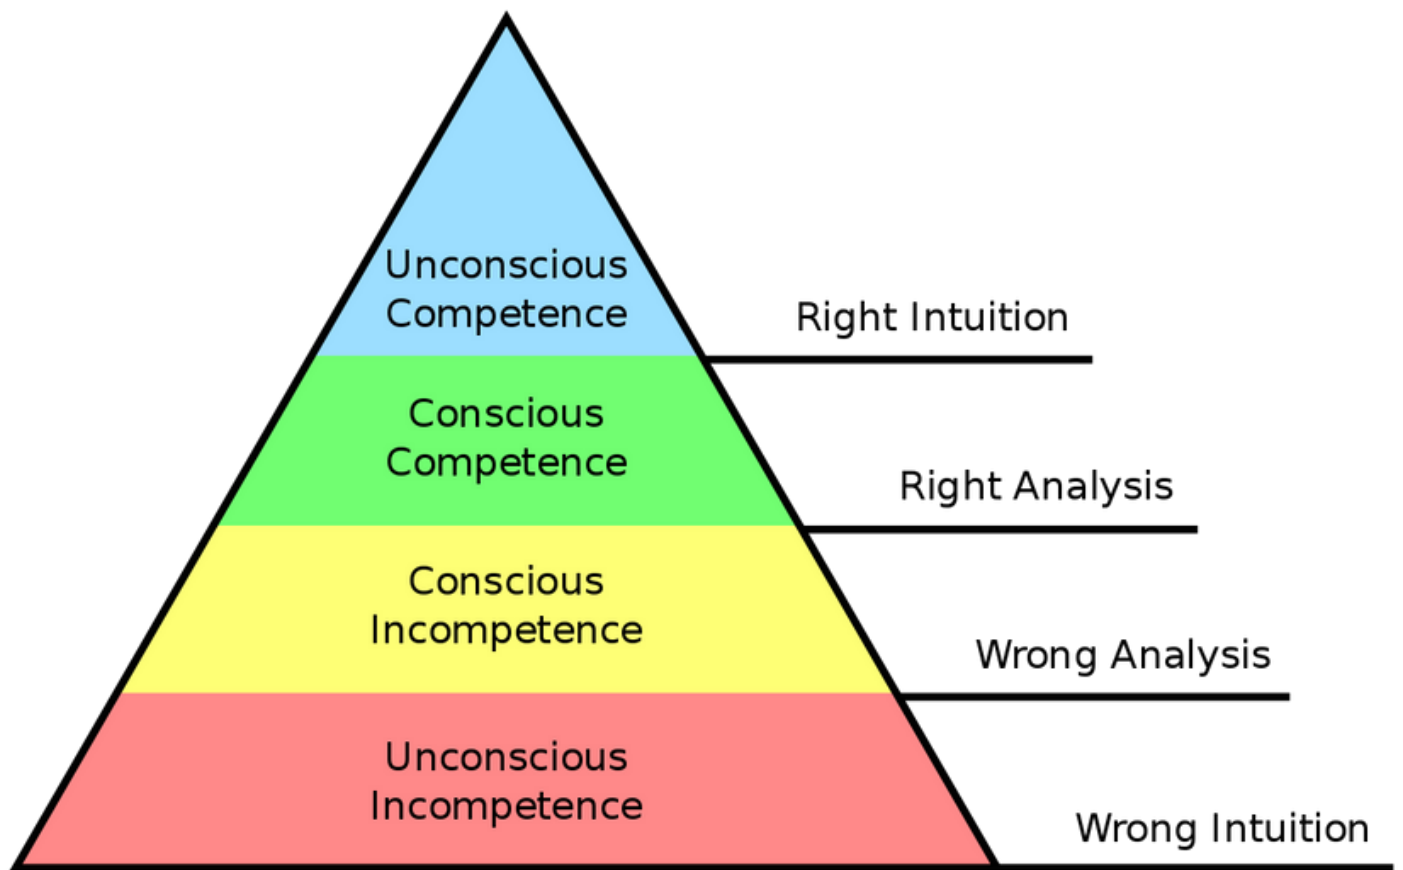 Unconscious
Competence
Right Intuition
Conscious
Competence
Right Analysis
Conscious
Incompetence
Wrong Analysis
Unconscious
Incompetence
Wrong Intuition